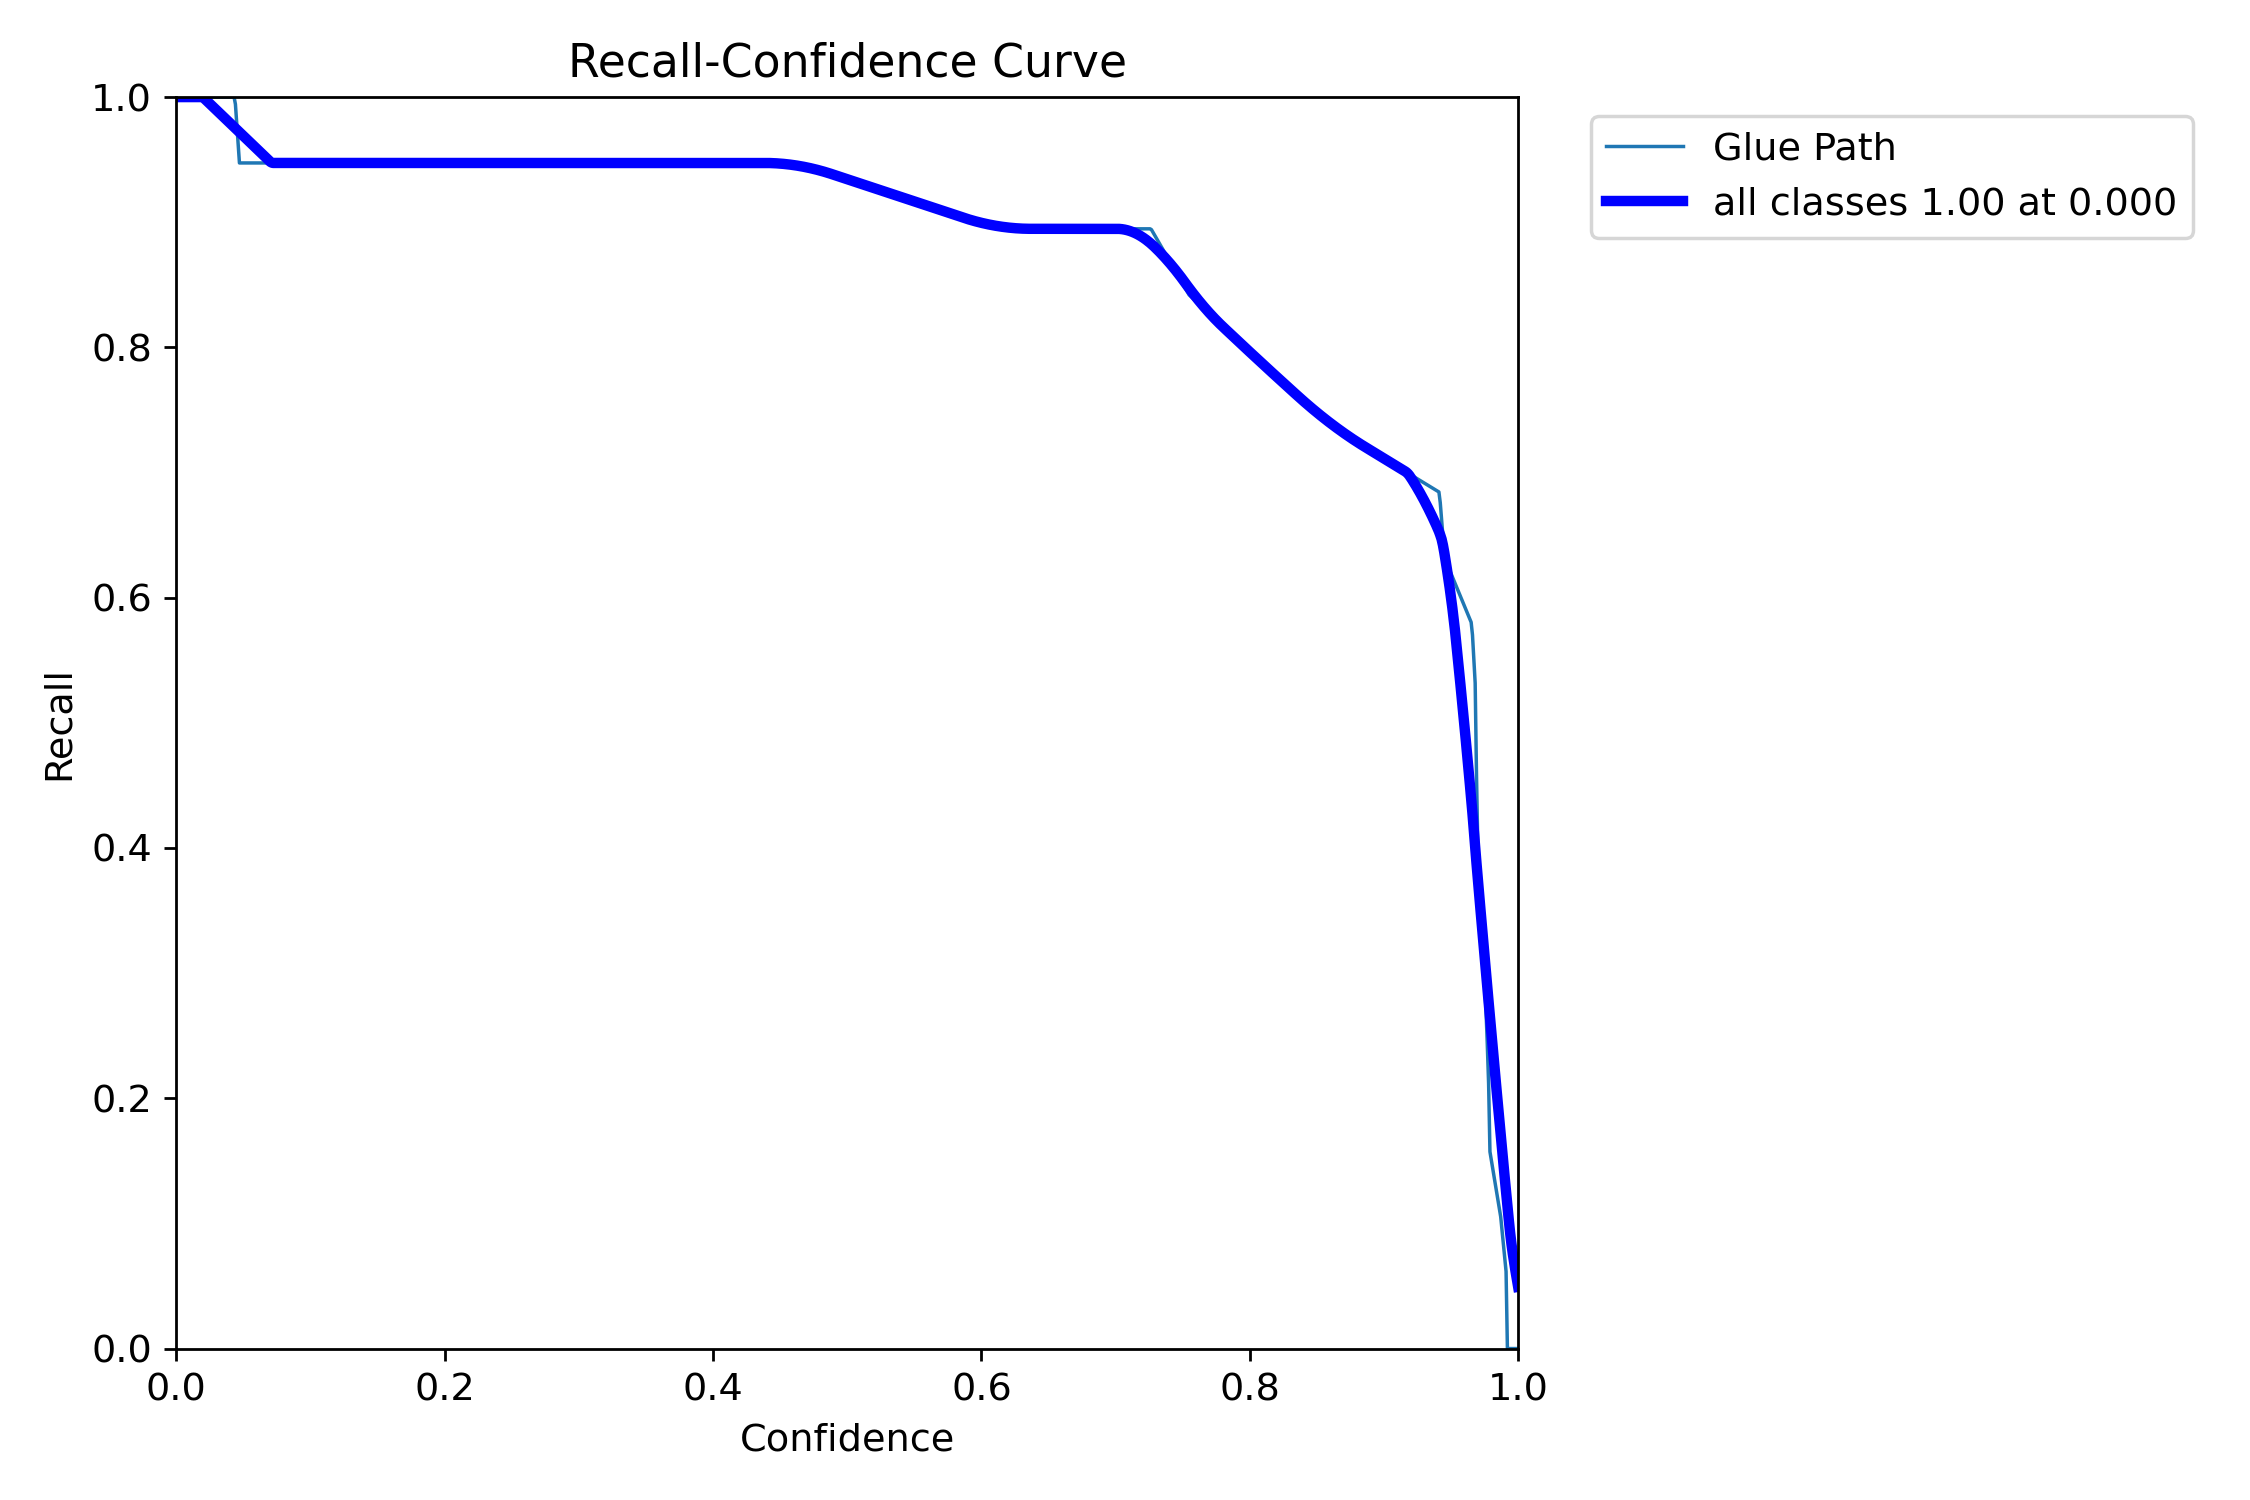 Recall-Confidence Curve
1.0
0.8
0.6
0.4
0.2
0.0
Recall
0.0 0.2 0.4 0.6 0.8 1.0
Confidence
Glue Path
all classes 1.00 at 0.000